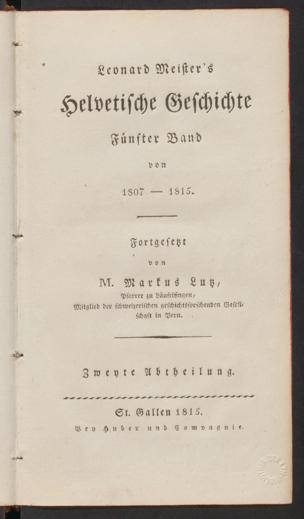 Leonard Meister's
Helvetische Geschichte
Fünfter Band
von
1807 — 1815.
Fortgesetzt
von
M. Markus Lutz,
Pfarrer zu Läufelfingen,
Mitglied der schweizerischen geschichtforschenden Gesell-
schaft in Bern.
Zweyte Abtheilung.
St. Gallen 1815.
Bey Huber und Compagnie.